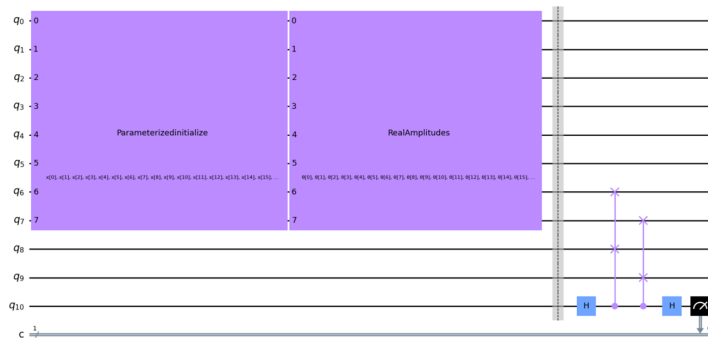 q0 0 0
q1 1 1
q2 2 2
q3 3 3
q4 4 Parameterizedinitialize 4 RealAmplitudes
q5 5 5
x[0], x[1], x[2], x[3], x[4], x[5], x[6], x[7], x[8], x[9], x[10], x[11], x[12], x[13], x[14], x[15], ... θ[0], θ[1], θ[2], θ[3], θ[4], θ[5], θ[6], θ[7], θ[8], θ[9], θ[10], θ[11], θ[12], θ[13], θ[14], θ[15], ...
q6 6 6
q7 7 7
q8
q9
q10 H H
c 1